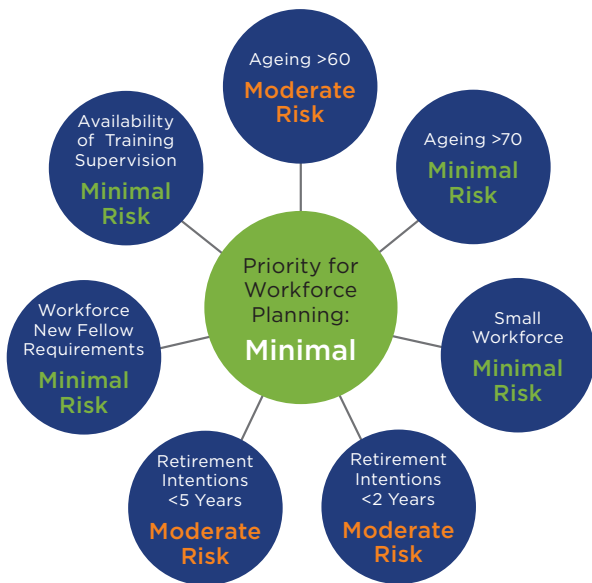 Ageing >60
Moderate
Risk
Availability
of Training
Supervision
Minimal
Risk
Ageing >70
Minimal
Risk
Priority for
Workforce
Planning:
Minimal
Workforce
New Fellow
Requirements
Minimal
Risk
Small
Workforce
Minimal
Risk
Retirement
Intentions
<5 Years
Moderate
Risk
Retirement
Intentions
<2 Years
Moderate
Risk